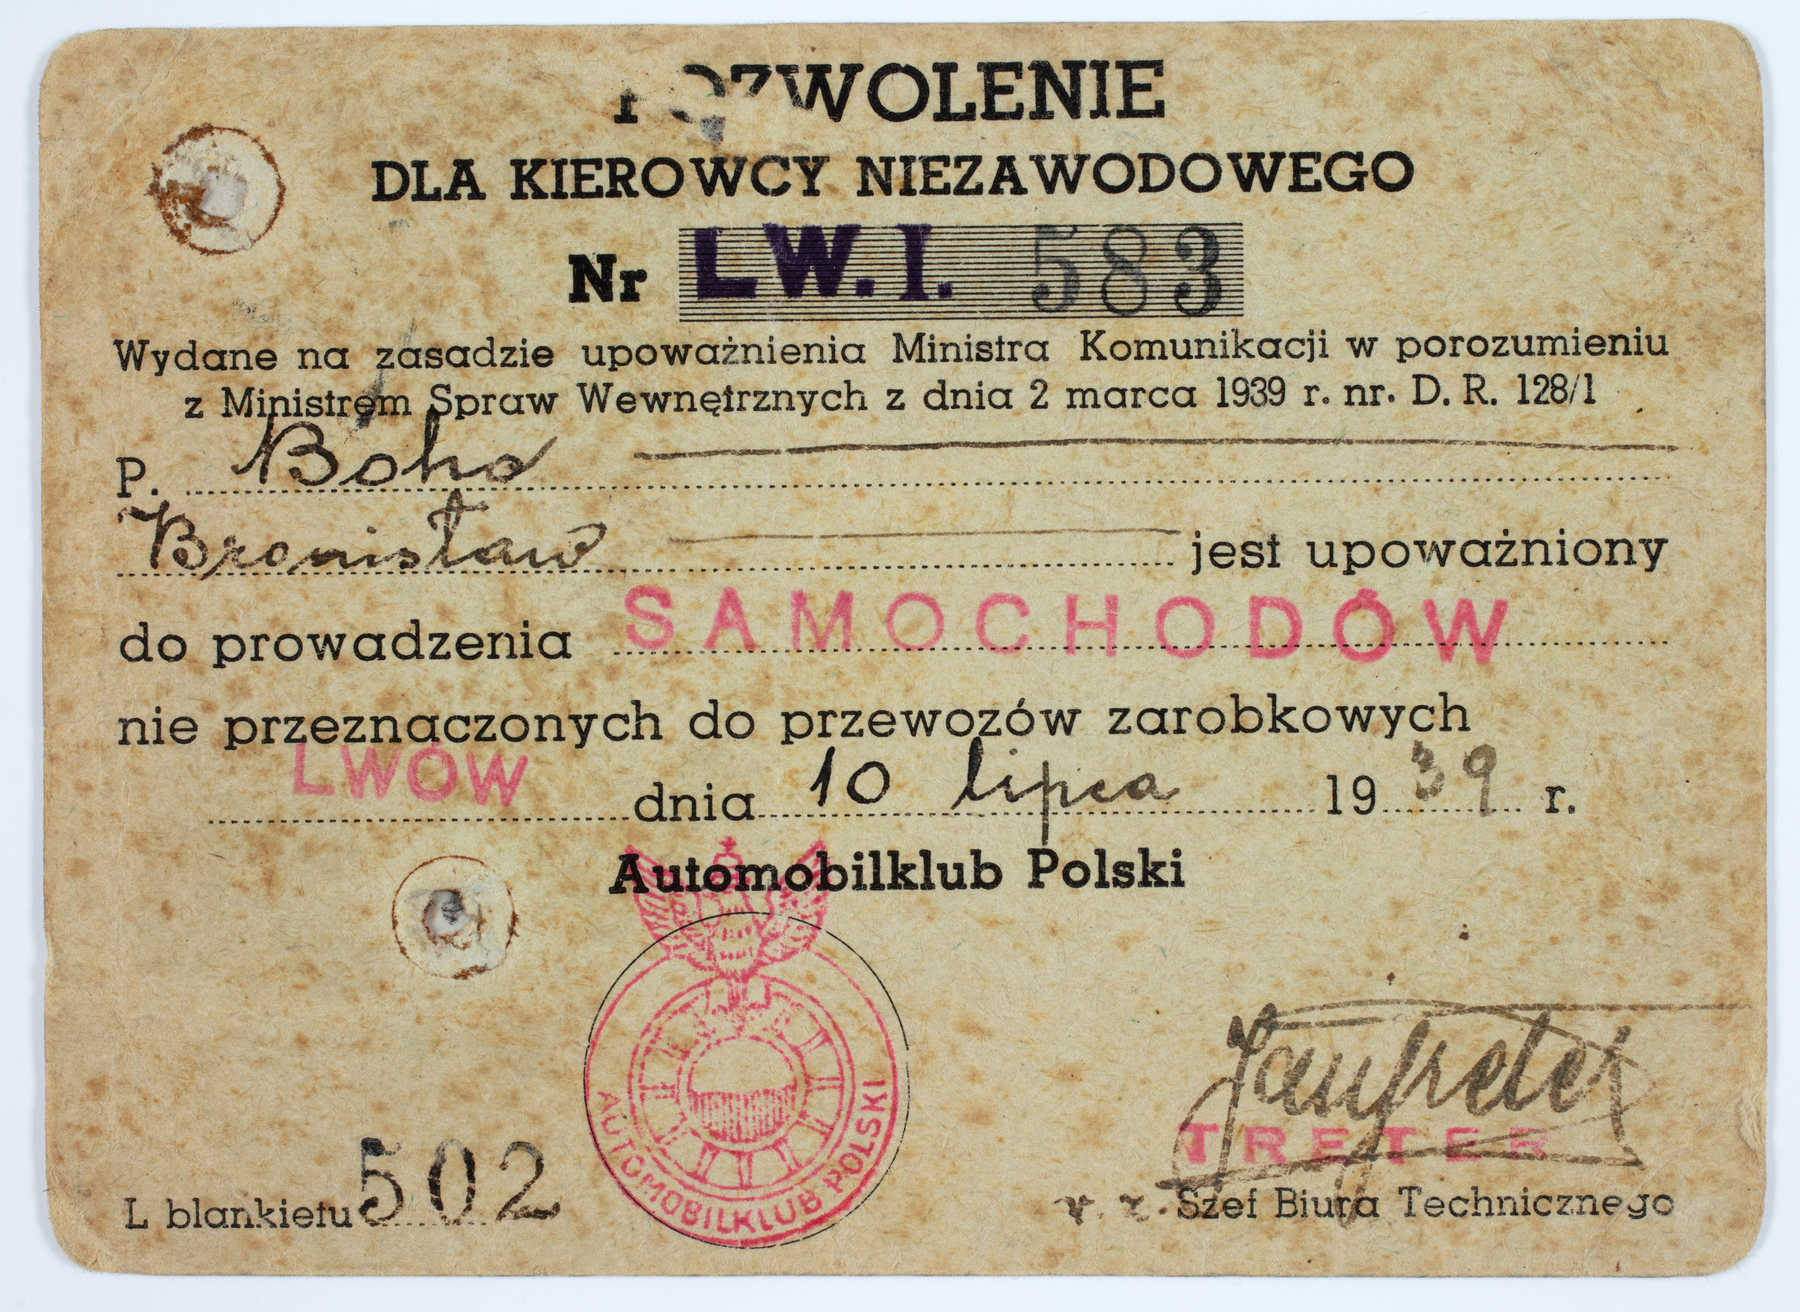 POZWOLENIE
DLA KIEROWCY NIEZAWODOWEGO
Nr LW. I. 583
Wydane na zasadzie upoważnienia Ministra Komunikacji w porozumieniu
z Ministrem Spraw Wewnętrznych z dnia 2 marca 1939 r. nr. D. R. 128/1
P. Boho
Bronisław jest upoważniony
do prowadzenia SAMOCHODÓW
nie przeznaczonych do przewozów zarobkowych
LWÓW dnia 10 lipca 1939 r.
Automobilklub Polski
AUTOMOBILKLUB POLSKI
TRETER
L blankietu 502
Szef Biura Technicznego